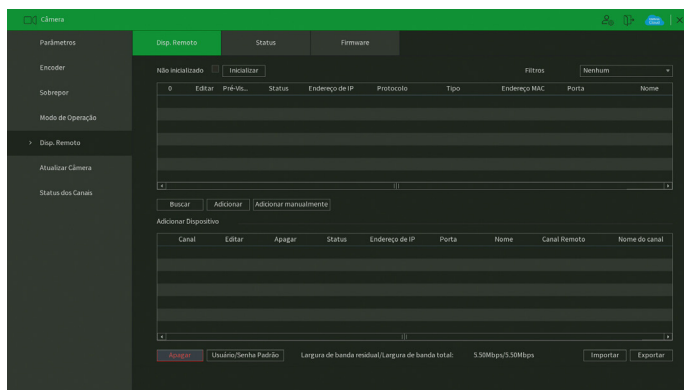 Câmera
Parâmetros
Encoder
Sobrepor
Modo de Operação
> Disp. Remoto
Atualizar Câmera
Status dos Canais
Disp. Remoto Status Firmware
Não inicializado Inicializar Filtros Nenhum
0 Editar Pré-Vis... Status Endereço de IP Protocolo Tipo Endereço MAC Porta Nome
Buscar Adicionar Adicionar manualmente
Adicionar Dispositivo
Canal Editar Apagar Status Endereço de IP Porta Nome Canal Remoto Nome do canal
Apagar Usuário/Senha Padrão Largura de banda residual/Largura de banda total: 5.50Mbps/5.50Mbps Importar Exportar